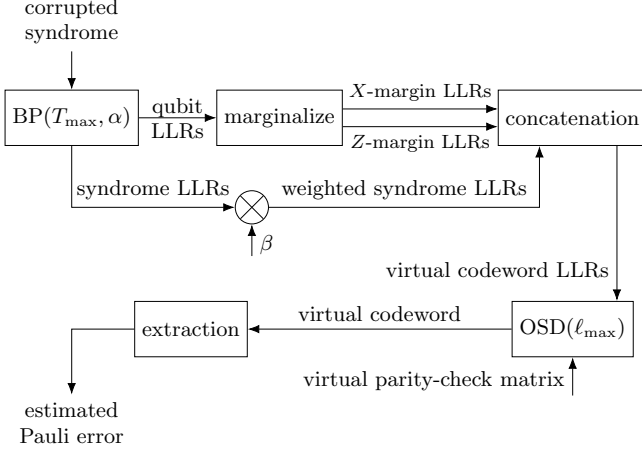 corrupted
syndrome
BP(T_max, α)
qubit
LLRs
marginalize
X-margin LLRs
Z-margin LLRs
concatenation
syndrome LLRs
weighted syndrome LLRs
β
virtual codeword LLRs
extraction
virtual codeword
OSD(ℓ_max)
virtual parity-check matrix
estimated
Pauli error